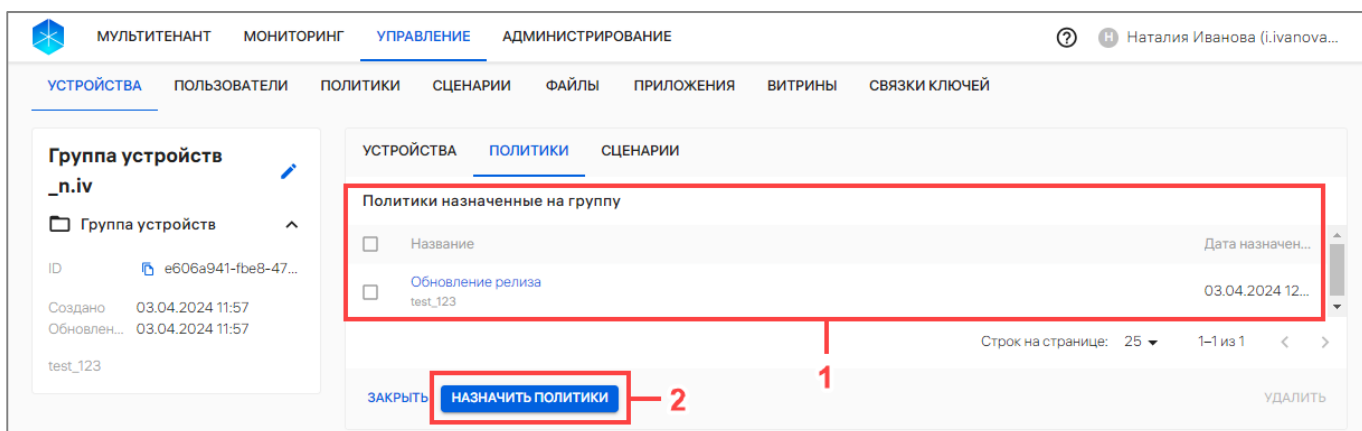 МУЛЬТИТЕНАНТ МОНИТОРИНГ УПРАВЛЕНИЕ АДМИНИСТРИРОВАНИЕ ? Н Наталия Иванова (i.ivanova...
УСТРОЙСТВА ПОЛЬЗОВАТЕЛИ ПОЛИТИКИ СЦЕНАРИИ ФАЙЛЫ ПРИЛОЖЕНИЯ ВИТРИНЫ СВЯЗКИ КЛЮЧЕЙ
Группа устройств
_n.iv
Группа устройств
ID e606a941-fbe8-47...
Создано 03.04.2024 11:57
Обновлен... 03.04.2024 11:57
test_123
УСТРОЙСТВА ПОЛИТИКИ СЦЕНАРИИ
Политики назначенные на группу
Название Дата назначен...
Обновление релиза 03.04.2024 12...
test_123
Строк на странице: 25 1–1 из 1 < >
1
ЗАКРЫТЬ НАЗНАЧИТЬ ПОЛИТИКИ 2 УДАЛИТЬ